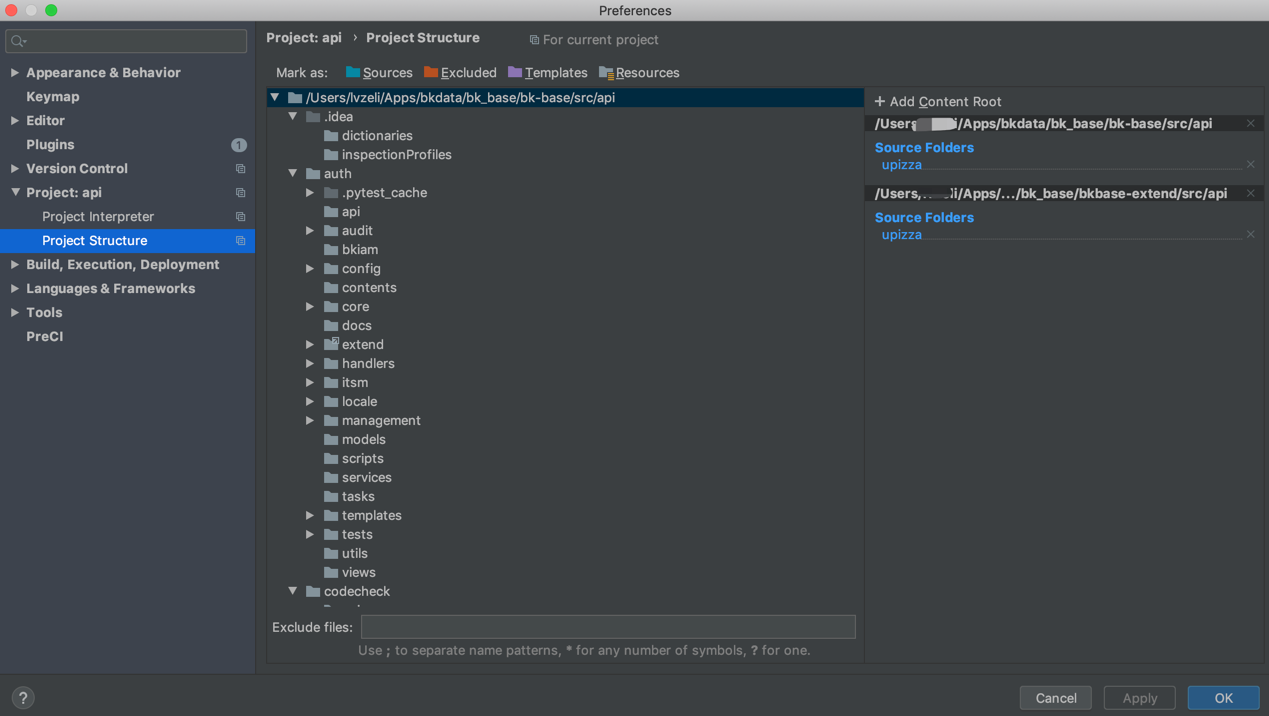 Preferences
Project: api › Project Structure
For current project
Appearance & Behavior
Keymap
Editor
Plugins
1
Version Control
Project: api
Project Interpreter
Project Structure
Build, Execution, Deployment
Languages & Frameworks
Tools
PreCI
Mark as: Sources Excluded Templates Resources
/Users/lvzeli/Apps/bkdata/bk_base/bk-base/src/api
.idea
dictionaries
inspectionProfiles
auth
.pytest_cache
api
audit
bkiam
config
contents
core
docs
extend
handlers
itsm
locale
management
models
scripts
services
tasks
templates
tests
utils
views
codecheck
Exclude files:
Use ; to separate name patterns, * for any number of symbols, ? for one.
+ Add Content Root
/Users i/Apps/bkdata/bk_base/bk-base/src/api
Source Folders
upizza
/Users, li/Apps/.../bk_base/bkbase-extend/src/api
Source Folders
upizza
?
Cancel
Apply
OK